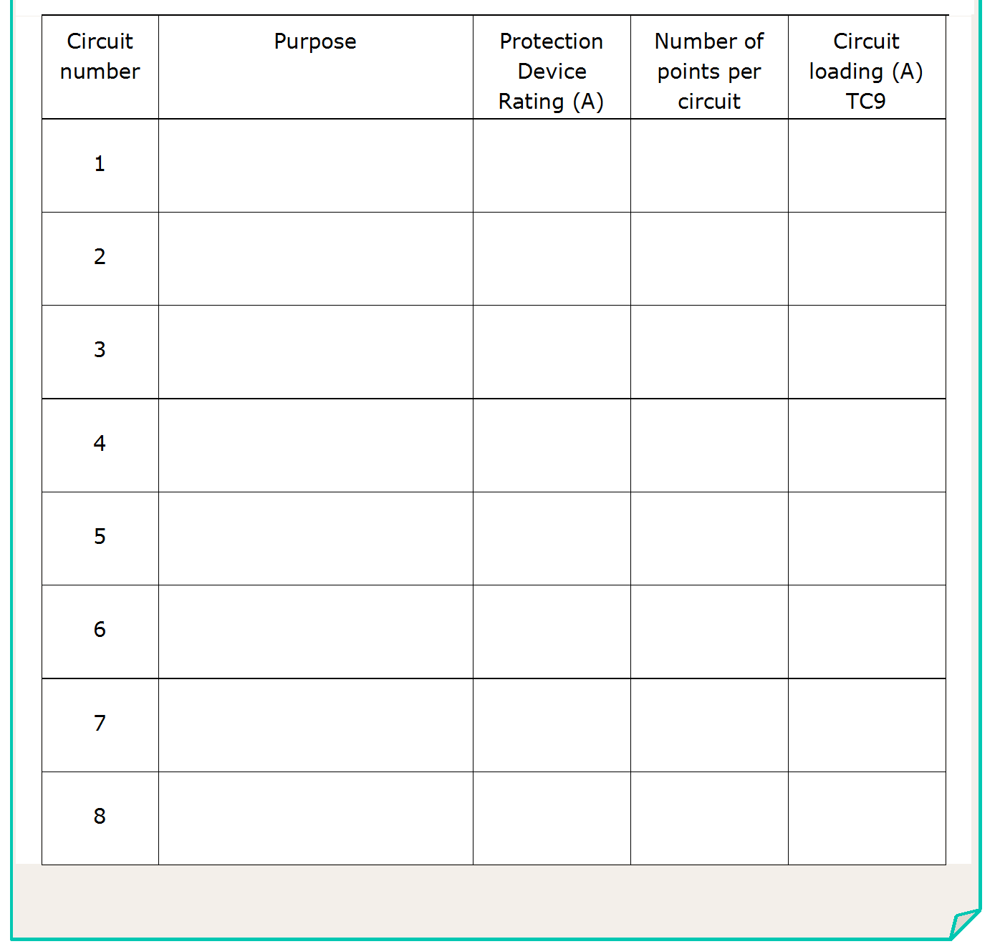 Circuit number
Purpose
Protection Device Rating (A)
Number of points per circuit
Circuit loading (A) TC9
1
2
3
4
5
6
7
8